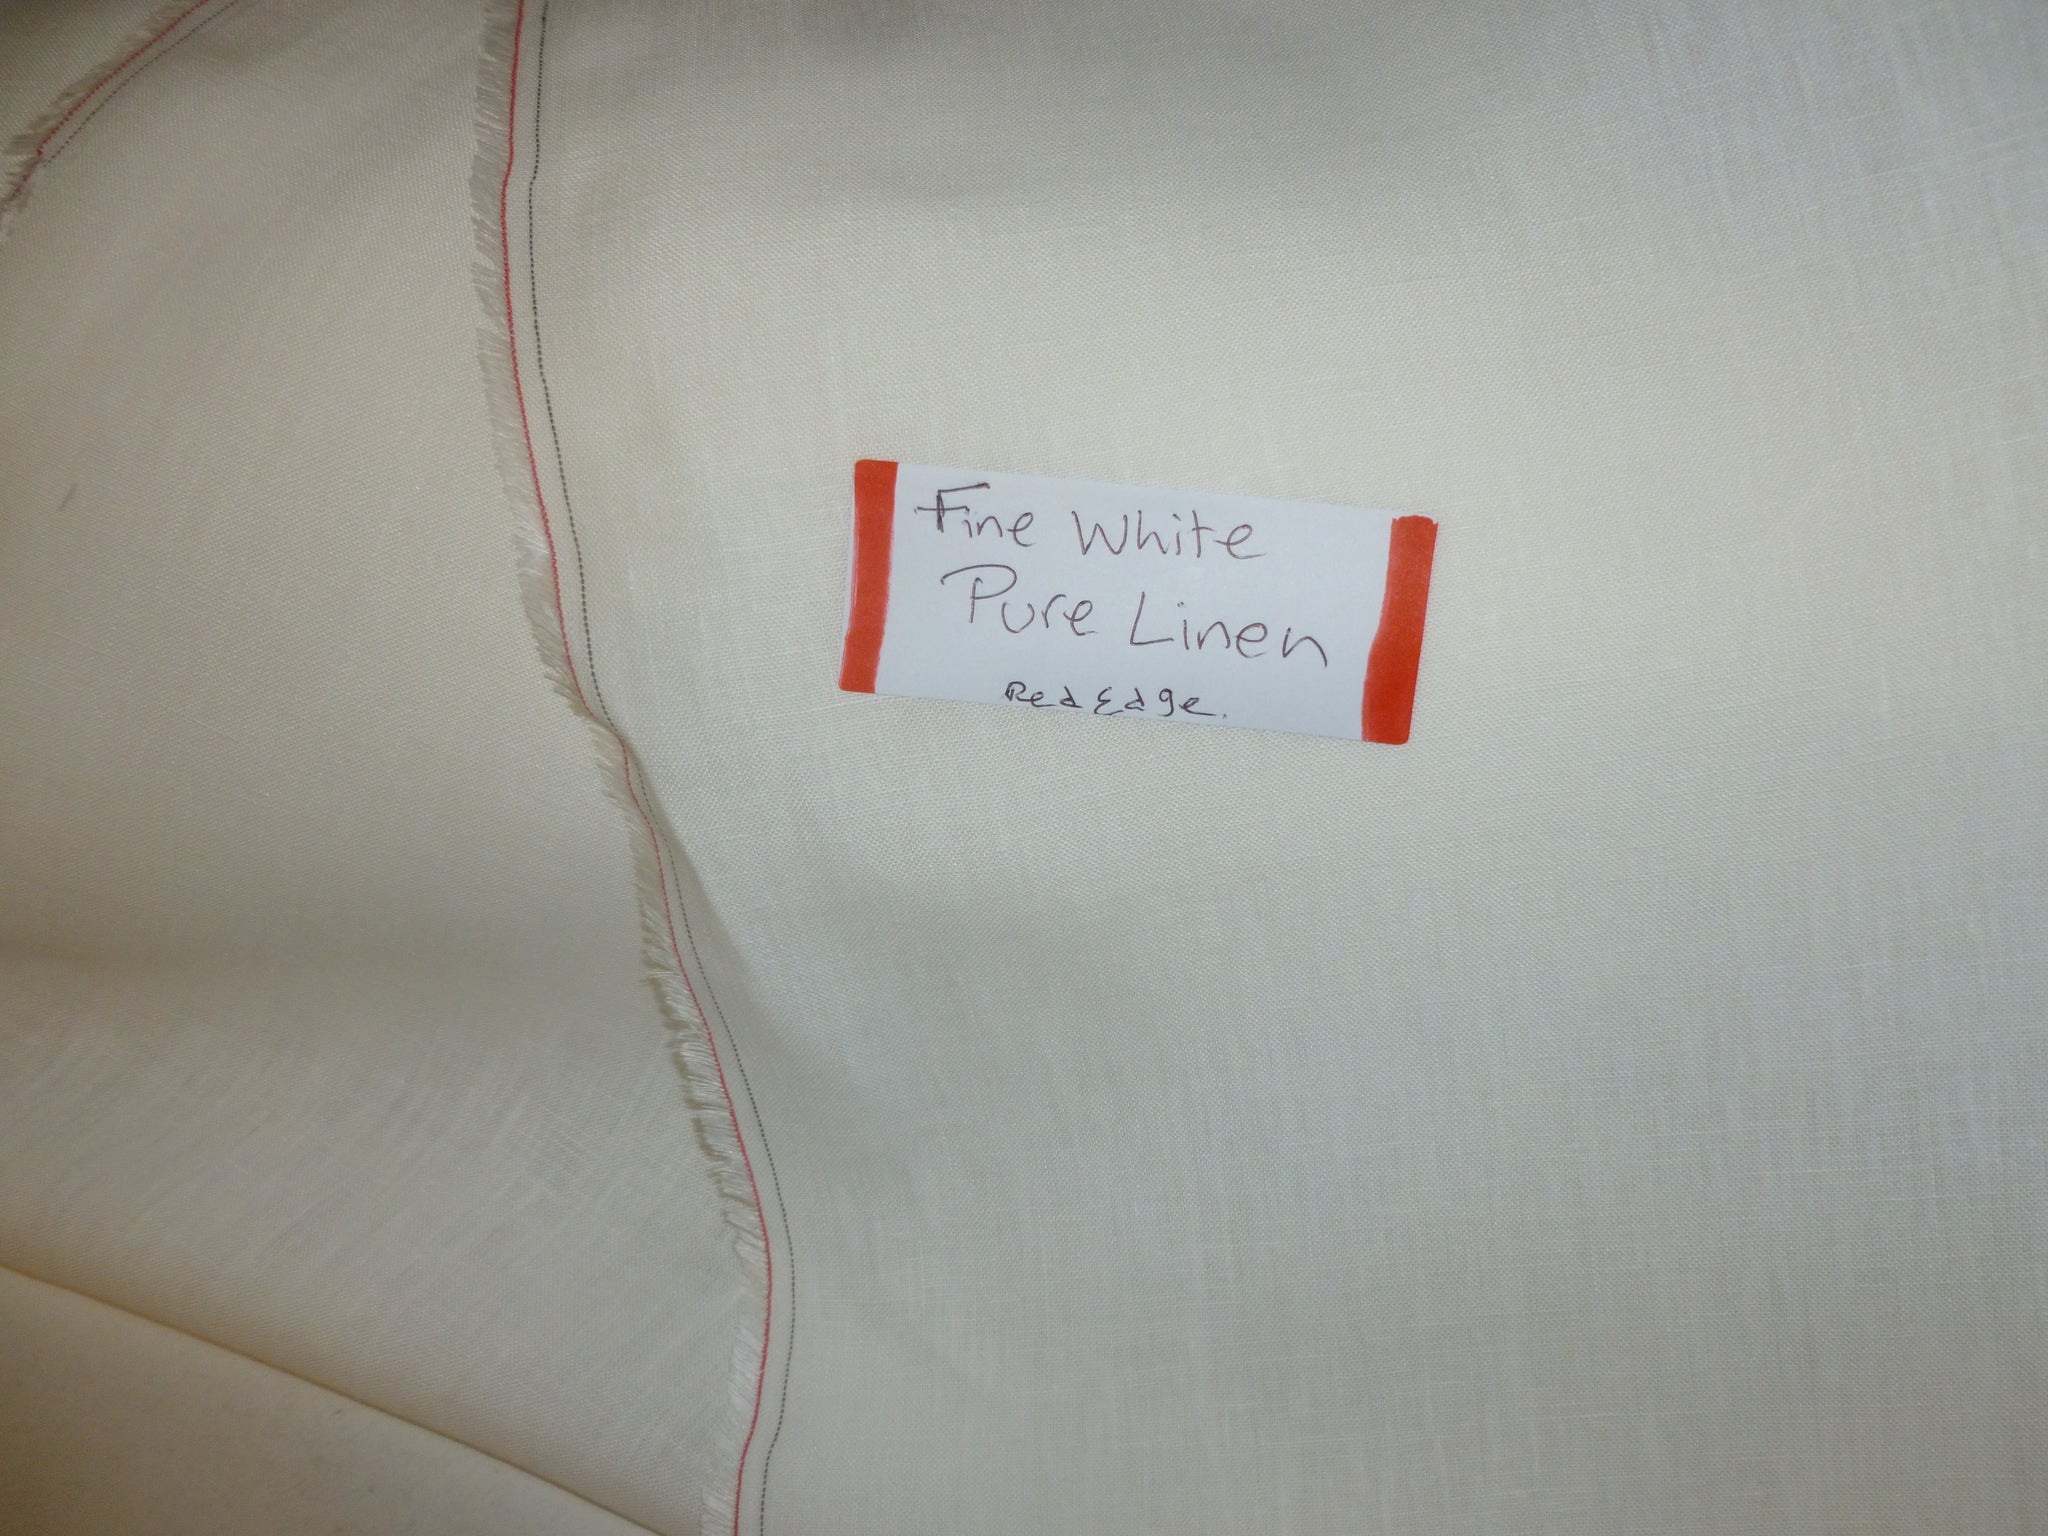 Fine White
Pure Linen
Red Edge.